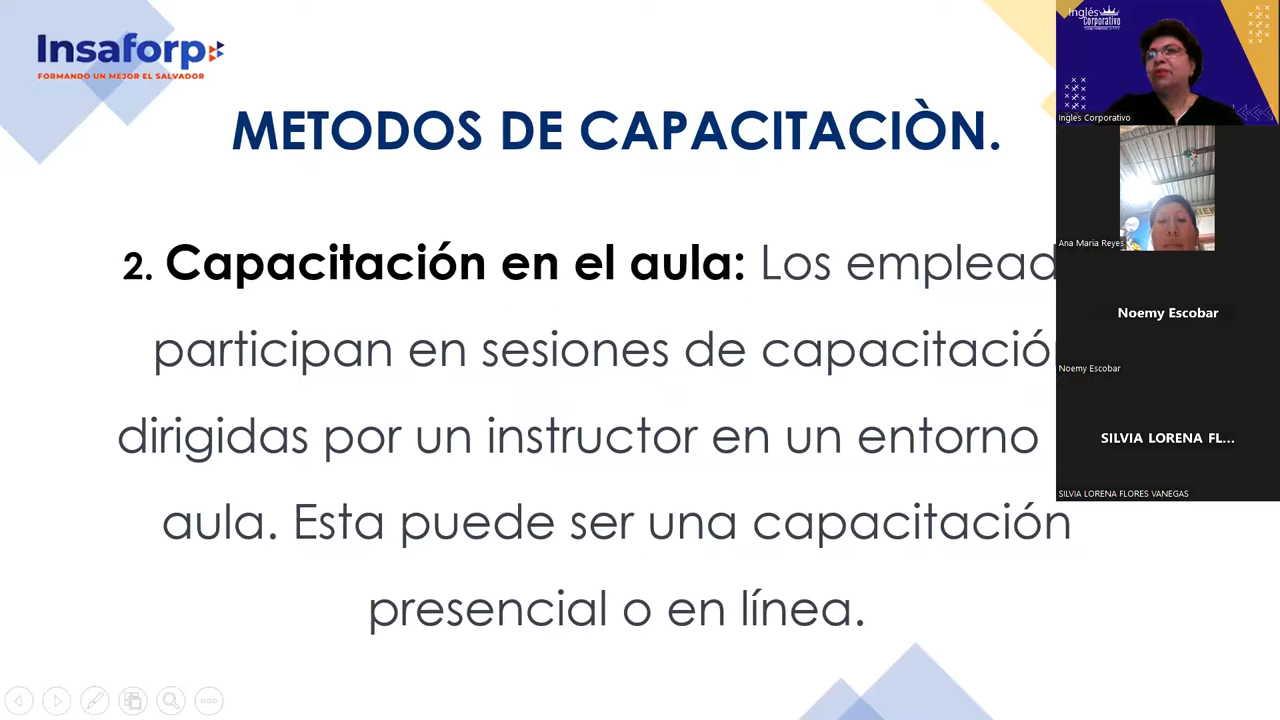 Insaforp
FORMANDO UN MEJOR EL SALVADOR
METODOS DE CAPACITACIÒN.
2. Capacitación en el aula: Los emplead
participan en sesiones de capacitació
dirigidas por un instructor en un entorno
aula. Esta puede ser una capacitación
presencial o en línea.
Inglés
Corporativo
Inglés Corporativo
Ana Maria Reyes
Noemy Escobar
Noemy Escobar
SILVIA LORENA FL...
SILVIA LORENA FLORES VANEGAS